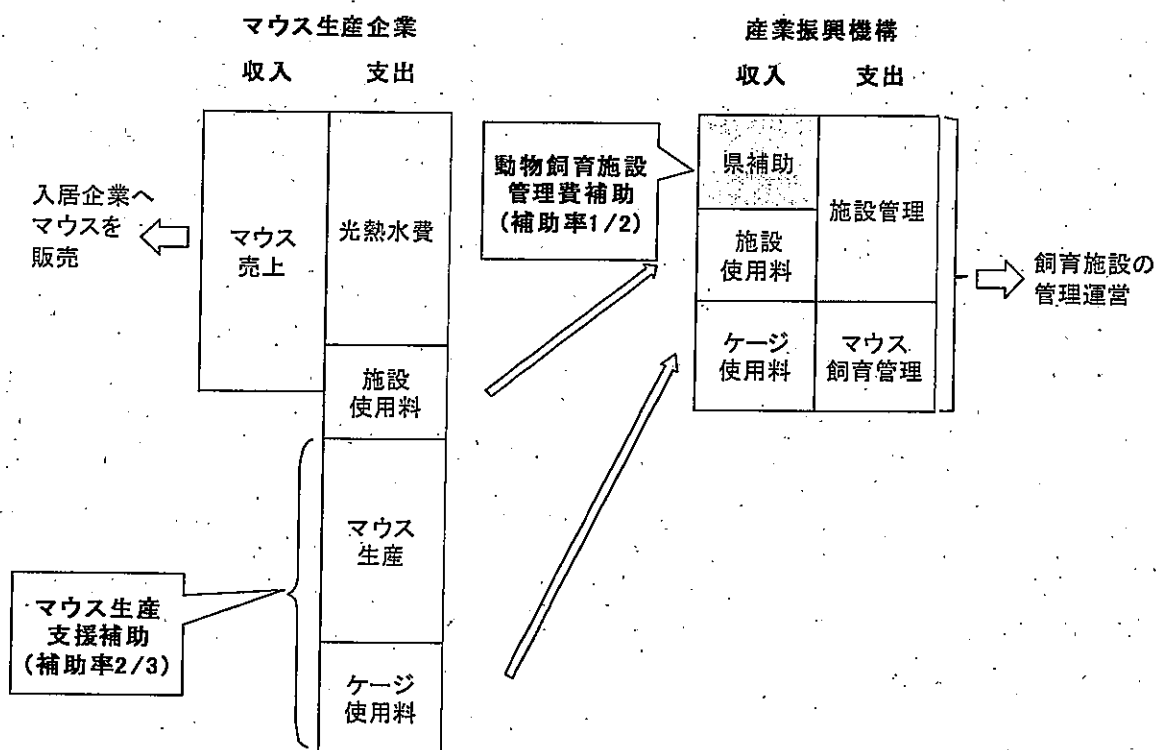 マウス生産企業
収入
支出
入居企業へ
マウスを
販売
マウス
売上
光熱水費
施設
使用料
マウス
生産
ケージ
使用料
マウス生産
支援補助
(補助率2/3)
産業振興機構
収入
支出
動物飼育施設
管理費補助
(補助率1/2)
県補助
施設
使用料
ケージ
使用料
施設管理
マウス
飼育管理
飼育施設の
管理運営